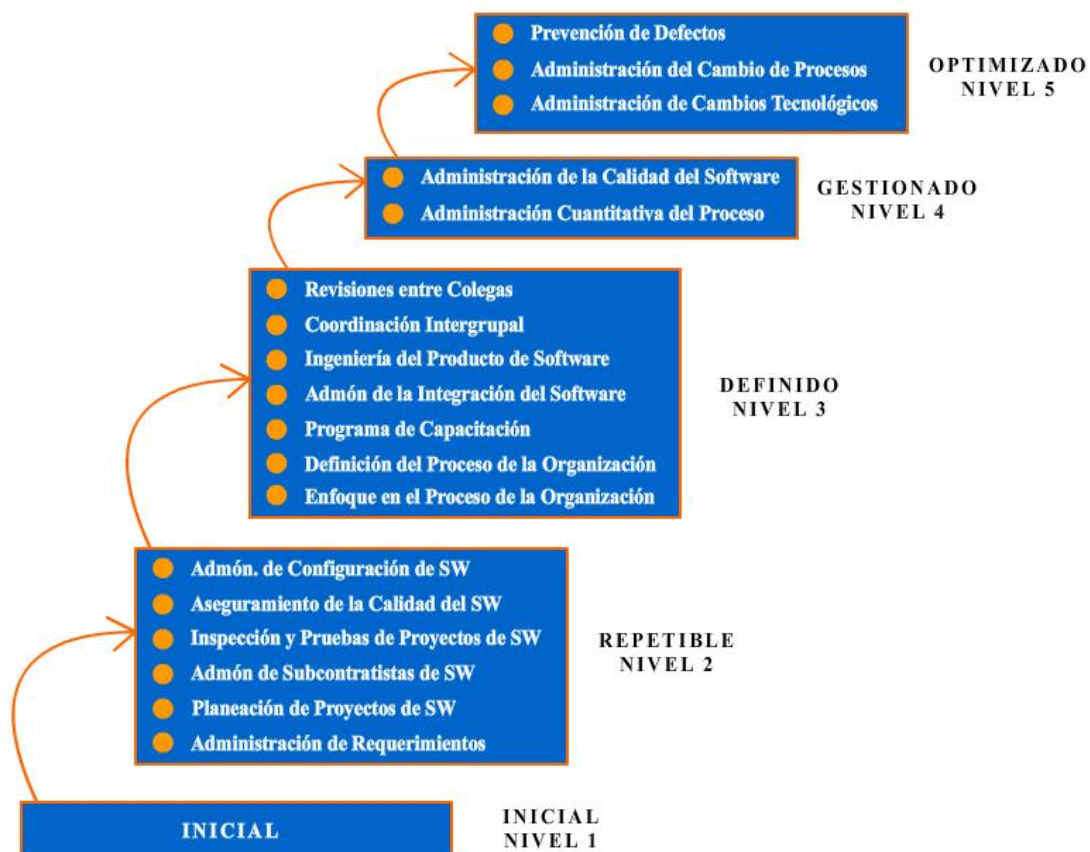 Prevención de Defectos
Administración del Cambio de Procesos
Administración de Cambios Tecnológicos
OPTIMIZADO
NIVEL 5
Administración de la Calidad del Software
Administración Cuantitativa del Proceso
GESTIONADO
NIVEL 4
Revisiones entre Colegas
Coordinación Intergrupal
Ingeniería del Producto de Software
Admón de la Integración del Software
Programa de Capacitación
Definición del Proceso de la Organización
Enfoque en el Proceso de la Organización
DEFINIDO
NIVEL 3
Admón. de Configuración de SW
Aseguramiento de la Calidad del SW
Inspección y Pruebas de Proyectos de SW
Admón de Subcontratistas de SW
Planeación de Proyectos de SW
Administración de Requerimientos
REPETIBLE
NIVEL 2
INICIAL
INICIAL
NIVEL 1